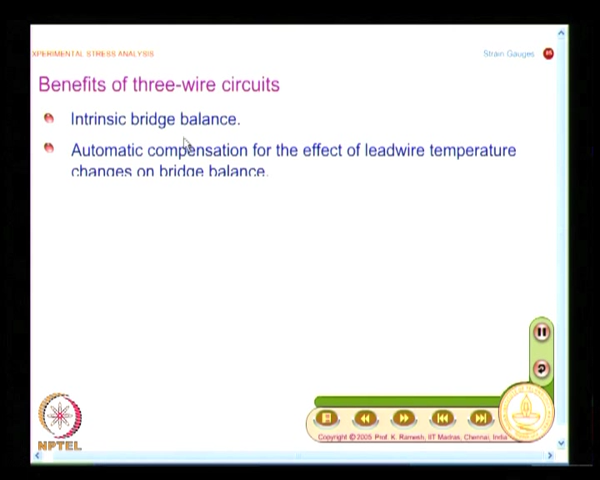 XPERIMENTAL STRESS ANALYSIS
Strain Gauges
Benefits of three-wire circuits
Intrinsic bridge balance.
Automatic compensation for the effect of leadwire temperature
changes on bridge balance.
NPTEL
Copyright © 2005 Prof. K. Ramesh, IIT Madras, Chennai, India